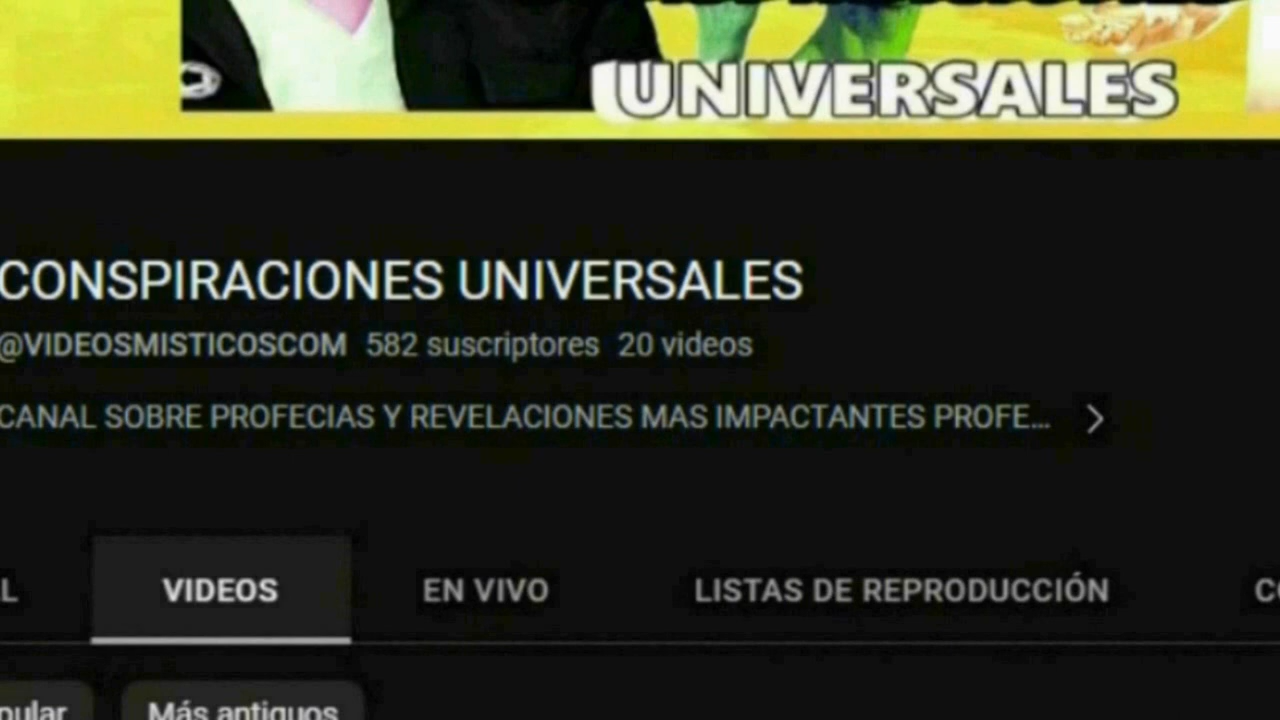 UNIVERSALES
CONSPIRACIONES UNIVERSALES
@VIDEOSMISTICOSCOM 582 suscriptores 20 videos
CANAL SOBRE PROFECIAS Y REVELACIONES MAS IMPACTANTES PROFE...
VIDEOS EN VIVO LISTAS DE REPRODUCCIÓN
Más antiguos